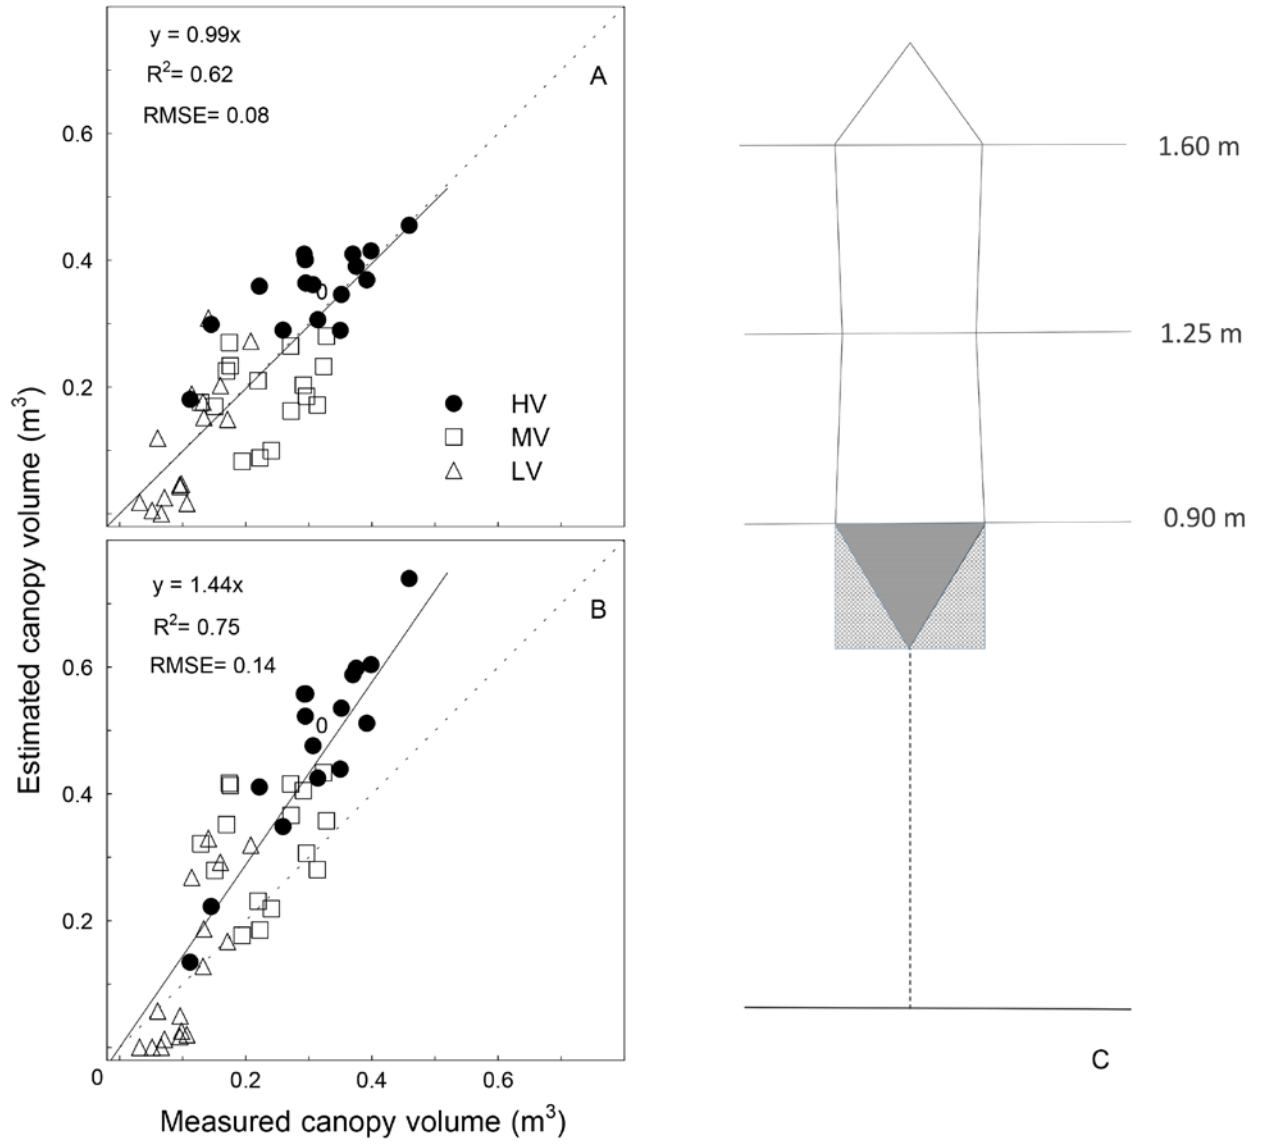 y = 0.99x
R²= 0.62
RMSE= 0.08
A
0.6
0.4
0.2
0
HV
MV
LV
y = 1.44x
R²= 0.75
RMSE= 0.14
B
0.6
0.4
0.2
0
0 0.2 0.4 0.6
Estimated canopy volume (m³)
Measured canopy volume (m³)
1.60 m
1.25 m
0.90 m
C